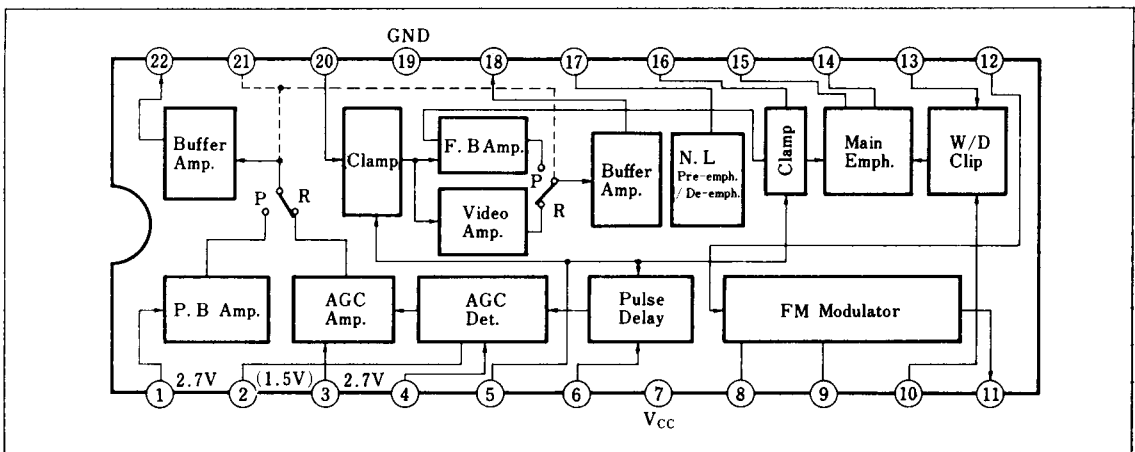 GND
22 21 20 19 18 17 16 15 14 13 12
Buffer
Amp.
Clamp
F. B Amp.
Video
Amp.
P
R
Buffer
Amp.
N. L
Pre-emph.
/ De-emph.
Clamp
Main
Emph.
W/D
Clip
P
R
P. B Amp.
AGC
Amp.
AGC
Det.
Pulse
Delay
FM Modulator
2.7V (1.5V) 2.7V
1 2 3 4 5 6 7 8 9 10 11
VCC